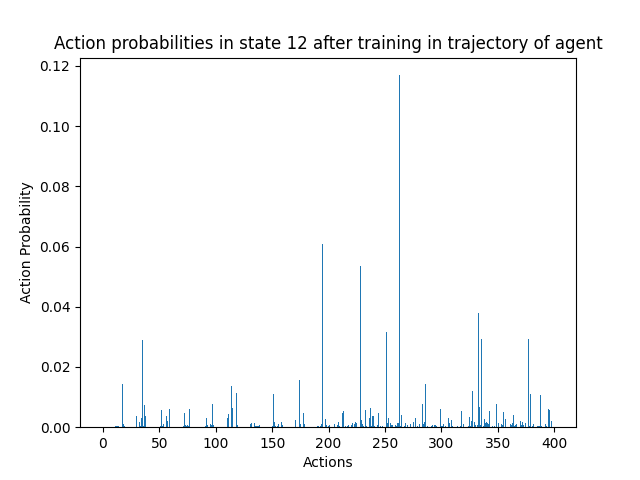 Action probabilities in state 12 after training in trajectory of agent
0.12
0.10
0.08
0.06
0.04
0.02
0.00
Action Probability
0 50 100 150 200 250 300 350 400
Actions